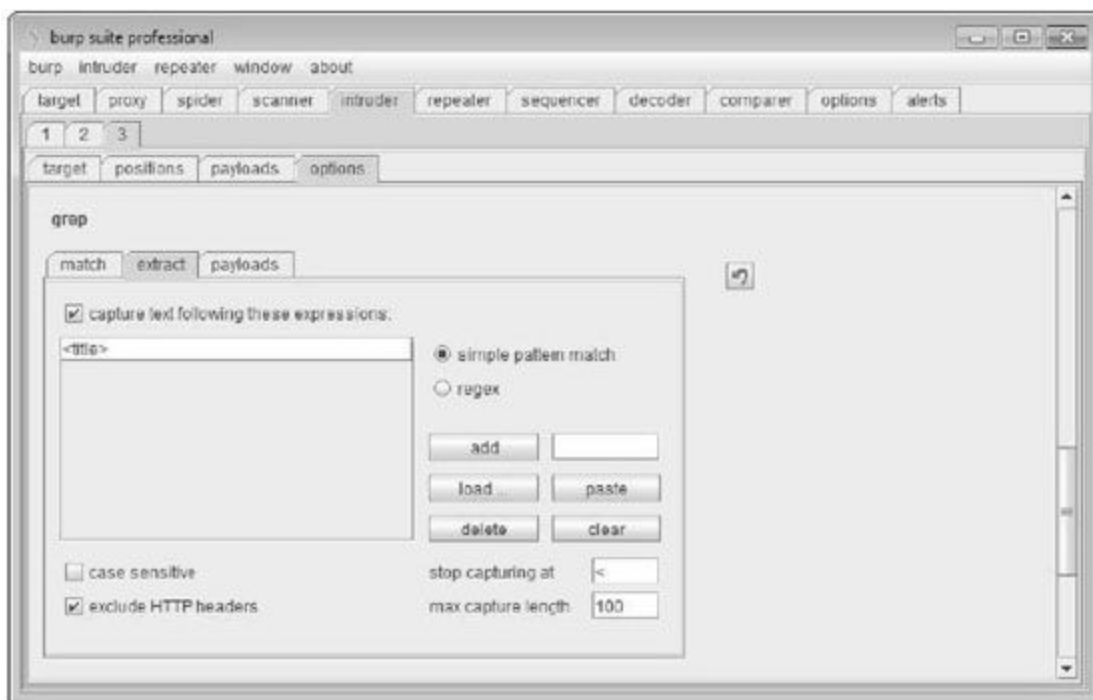 burp suite professional
burp intruder repeater window about
target proxy spider scanner intruder repeater sequencer decoder comparer options alerts
1 2 3
target positions payloads options
grep
match extract payloads
capture text following these expressions:
<title>
simple pattern match
regex
add
load ... paste
delete clear
case sensitive stop capturing at <
exclude HTTP headers max capture length 100